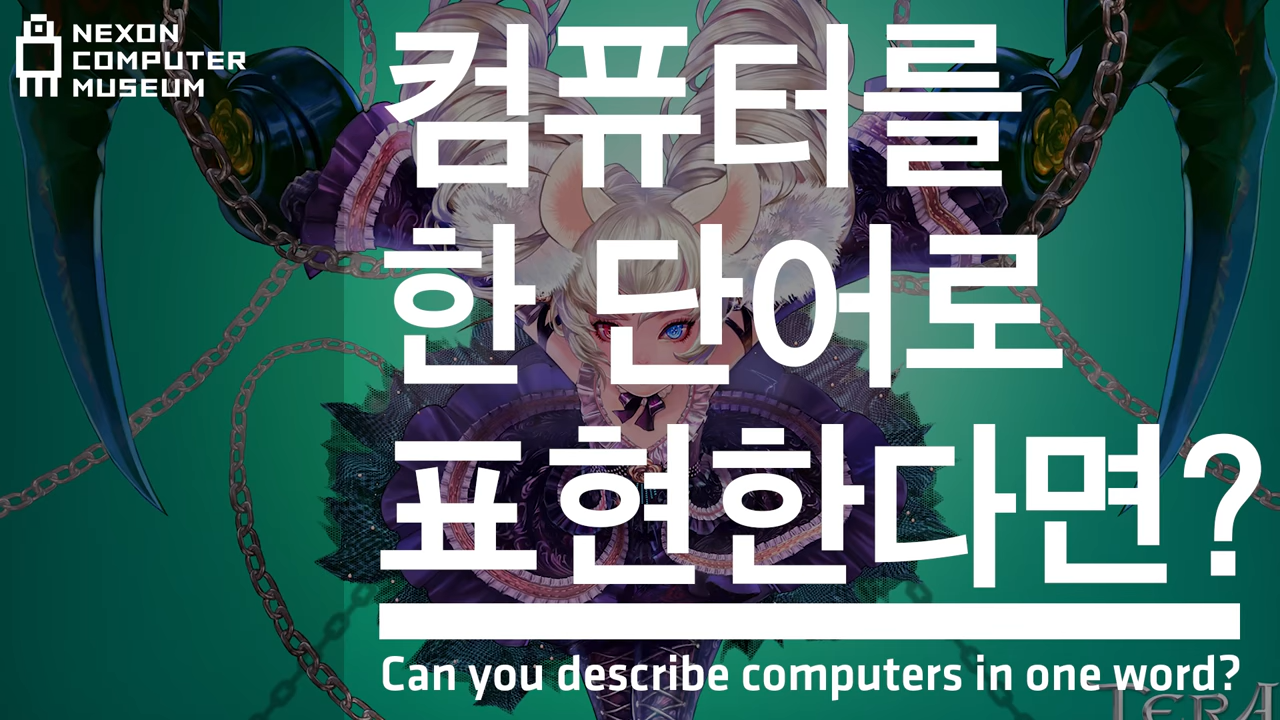 NEXON
COMPUTER
MUSEUM
컴퓨터를
한 단어로
표현한다면?
Can you describe computers in one word?
TERA